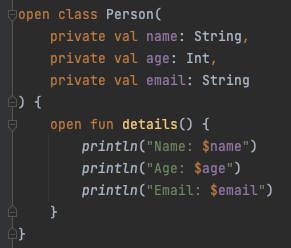 open class Person(
    private val name: String,
    private val age: Int,
    private val email: String
) {
    open fun details() {
        println("Name: $name")
        println("Age: $age")
        println("Email: $email")
    }
}